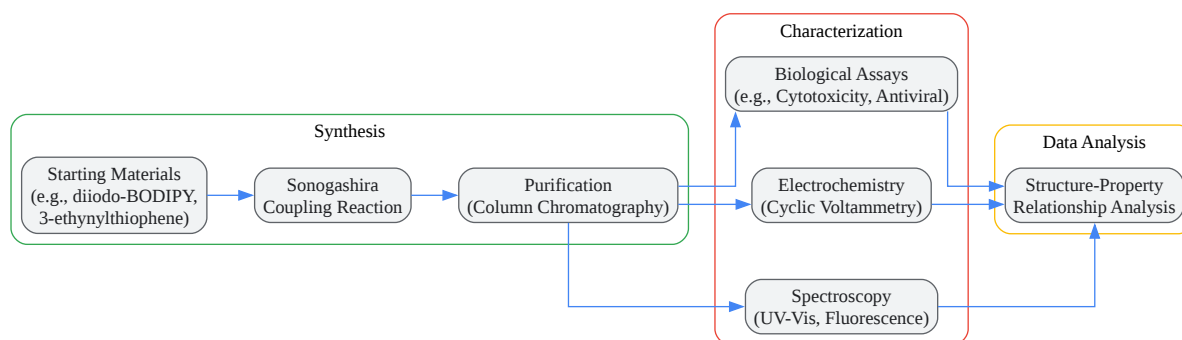 Synthesis
Starting Materials
(e.g., diiodo-BODIPY,
3-ethynylthiophene)
Sonogashira
Coupling Reaction
Purification
(Column Chromatography)
Characterization
Biological Assays
(e.g., Cytotoxicity, Antiviral)
Electrochemistry
(Cyclic Voltammetry)
Spectroscopy
(UV-Vis, Fluorescence)
Data Analysis
Structure-Property
Relationship Analysis